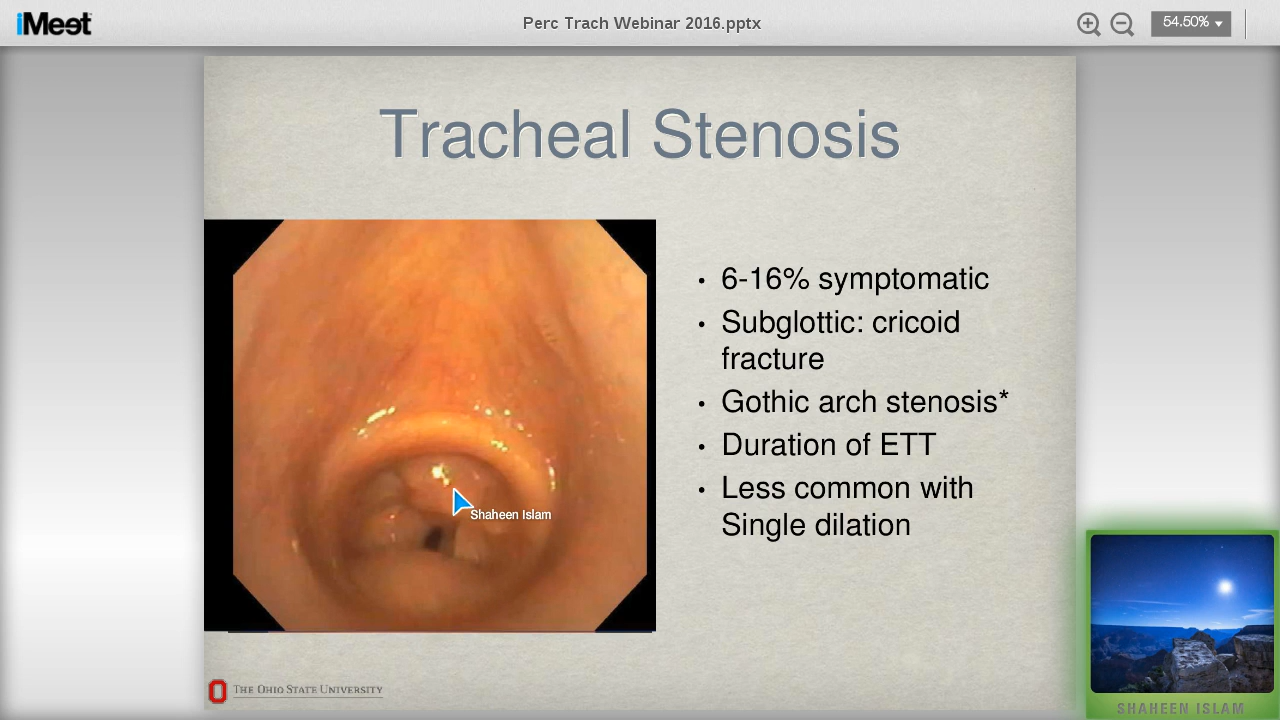 iMeet
Perc Trach Webinar 2016.pptx
54.50%
Tracheal Stenosis
• 6-16% symptomatic
• Subglottic: cricoid
fracture
• Gothic arch stenosis*
• Duration of ETT
• Less common with
Single dilation
Shaheen Islam
THE OHIO STATE UNIVERSITY
SHAHEEN ISLAM